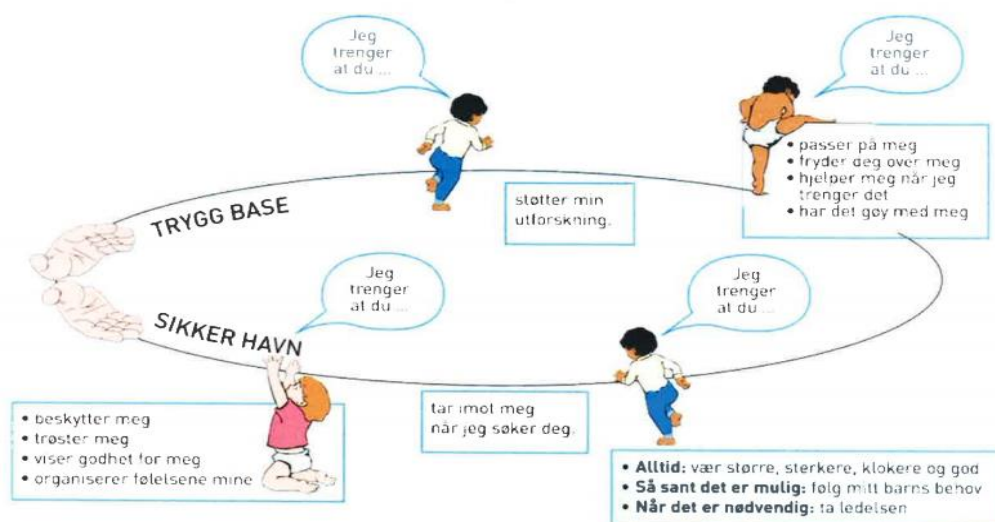 Jeg
trenger
at du ...
Jeg
trenger
at du ...
• passer på meg
• fryder deg over meg
• hjelper meg når jeg
trenger det
• har det gøy med meg
støtter min
utforskning.
TRYGG BASE
SIKKER HAVN
Jeg
trenger
at du ...
Jeg
trenger
at du ...
• beskytter meg
• trøster meg
• viser godhet for meg
• organiserer følelsene mine
tar imot meg
når jeg søker deg.
• Alltid: vær større, sterkere, klokere og god
• Så sant det er mulig: følg mitt barns behov
• Når det er nødvendig: ta ledelsen